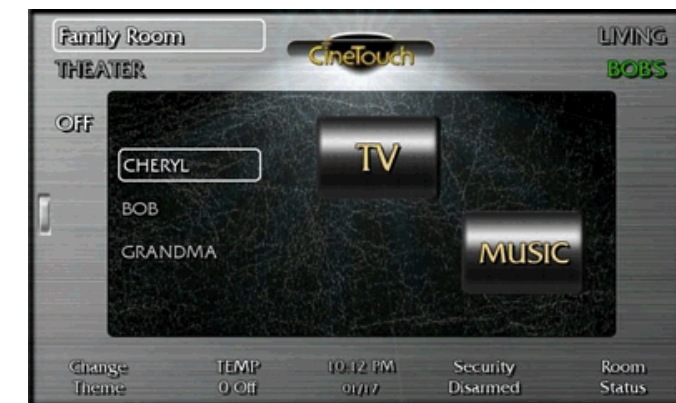 Family Room
LIVING
CineTouch
THEATER
BOB'S
OFF
TV
CHERYL
BOB
GRANDMA
MUSIC
Change Theme
TEMP
0 Off
10:12 PM
01/17
Security
Disarmed
Room
Status